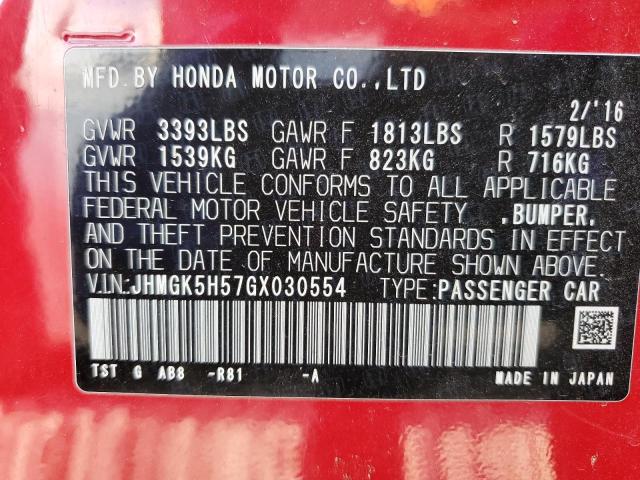 MFD.BY HONDA MOTOR CO.,LTD
2/'16
GVWR 3393LBS GAWR F 1813LBS R 1579LBS
GVWR 1539KG GAWR F 823KG R 716KG
THIS VEHICLE CONFORMS TO ALL APPLICABLE
FEDERAL MOTOR VEHICLE SAFETY ,BUMPER,
AND THEFT PREVENTION STANDARDS IN EFFECT
ON THE DATE OF MANUFACTURE SHOWN ABOVE.
V.I.N:JHMGK5H57GX030554 TYPE:PASSENGER CAR
TST G AB8 -R81 -A
MADE IN JAPAN